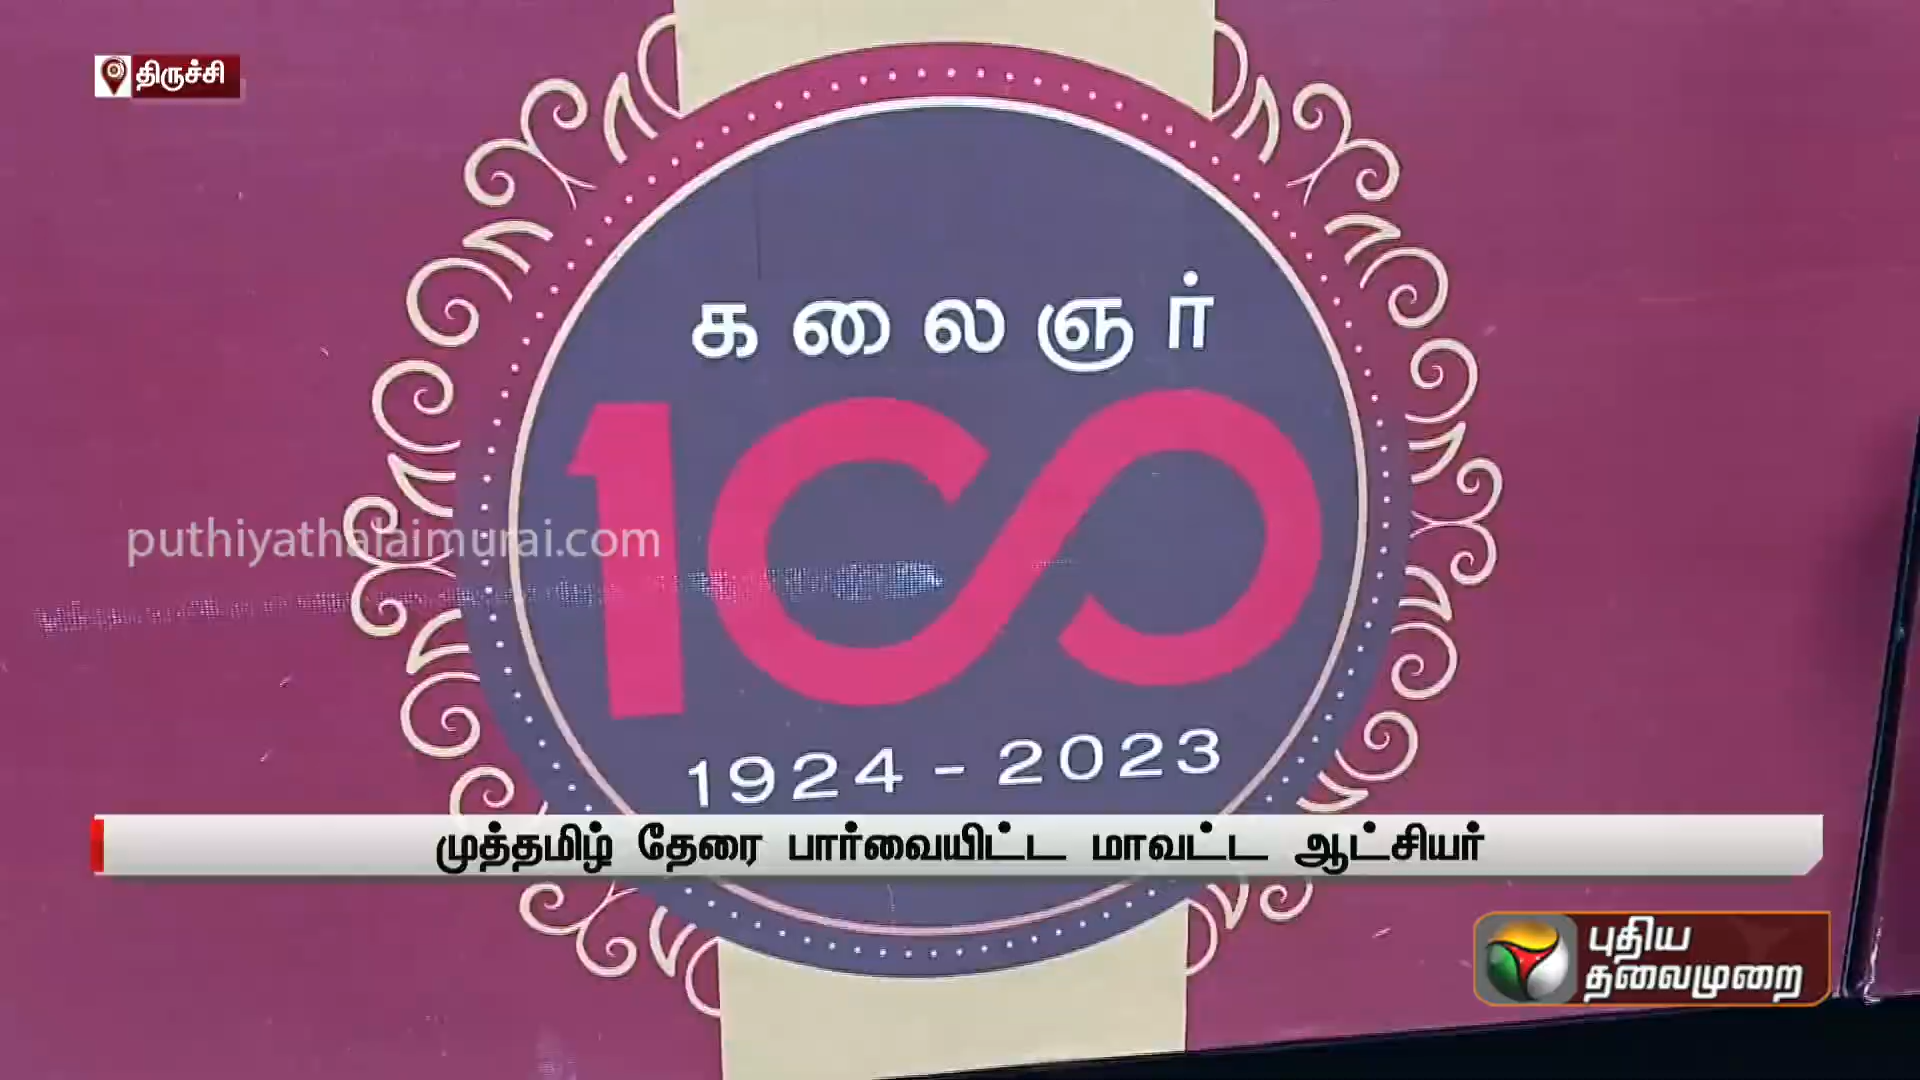 திருச்சி
கலைஞர்
100
puthiyathalaimurai.com
1924 - 2023
முத்தமிழ் தேரை பார்வையிட்ட மாவட்ட ஆட்சியர்
புதிய
தலைமுறை